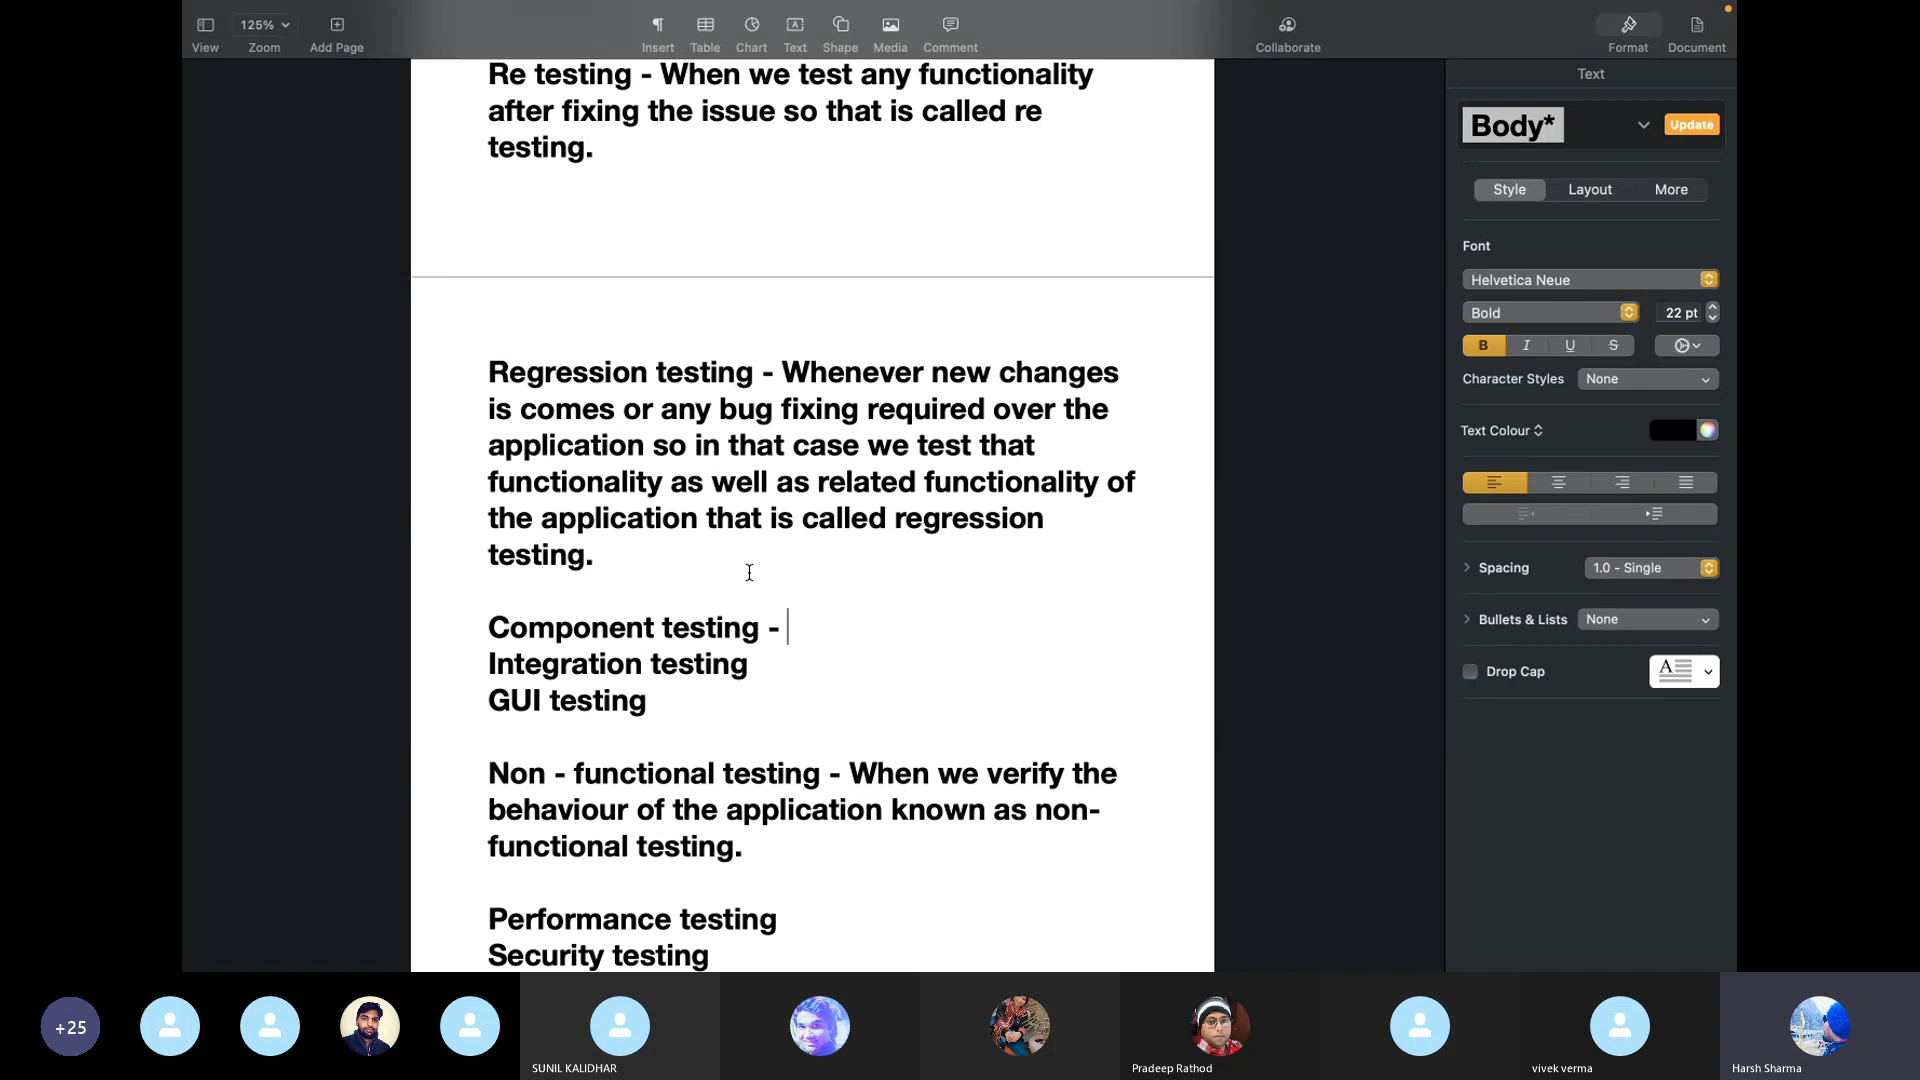 125%
View
Zoom
Add Page
Insert
Table
Chart
Text
Shape
Media
Comment
Collaborate
Format
Document
Re testing - When we test any functionality
after fixing the issue so that is called re
testing.
Regression testing - Whenever new changes
is comes or any bug fixing required over the
application so in that case we test that
functionality as well as related functionality of
the application that is called regression
testing.
Component testing -
Integration testing
GUI testing
Non - functional testing - When we verify the
behaviour of the application known as non-
functional testing.
Performance testing
Security testing
Text
Body*
Update
Style
Layout
More
Font
Helvetica Neue
Bold
22 pt
B I U S
Character Styles
None
Text Colour
Spacing
1.0 - Single
Bullets & Lists
None
Drop Cap
A
+25
SUNIL KALIDHAR
Pradeep Rathod
vivek verma
Harsh Sharma